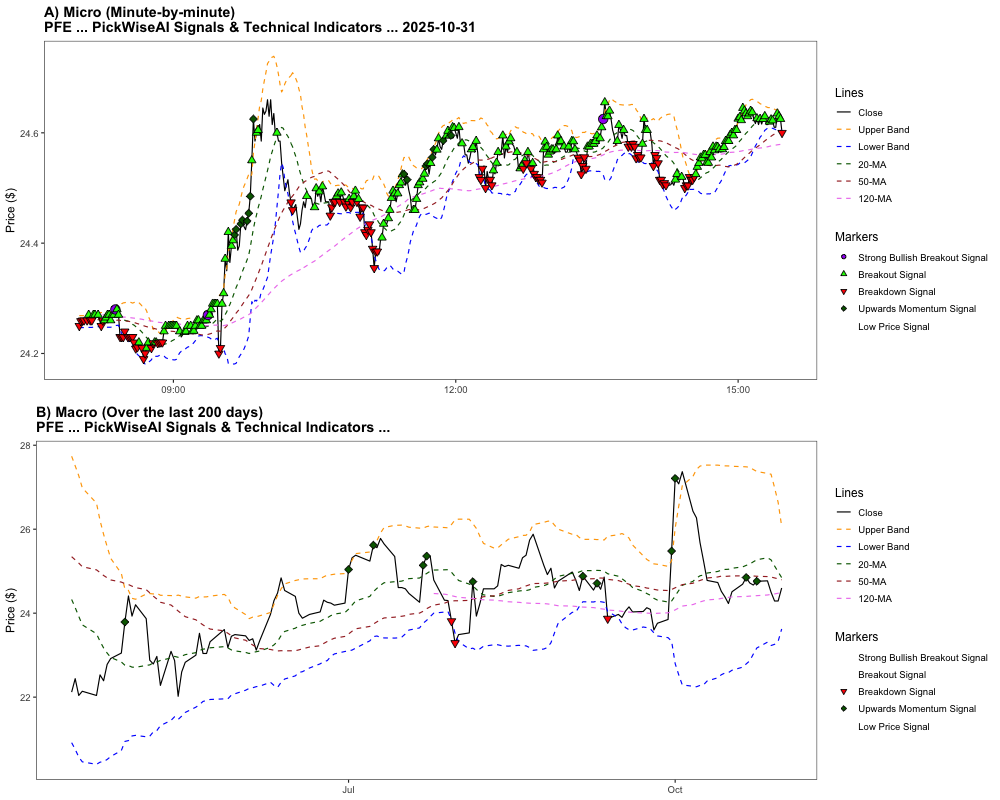 A) Micro (Minute-by-minute)
PFE ... PickWiseAI Signals & Technical Indicators ... 2025-10-31
Price ($)
24.6
24.4
24.2
09:00
12:00
15:00
Lines
Close
Upper Band
Lower Band
20-MA
50-MA
120-MA
Markers
Strong Bullish Breakout Signal
Breakout Signal
Breakdown Signal
Upwards Momentum Signal
Low Price Signal
B) Macro (Over the last 200 days)
PFE ... PickWiseAI Signals & Technical Indicators ...
Price ($)
28
26
24
22
Jul
Oct
Lines
Close
Upper Band
Lower Band
20-MA
50-MA
120-MA
Markers
Strong Bullish Breakout Signal
Breakout Signal
Breakdown Signal
Upwards Momentum Signal
Low Price Signal